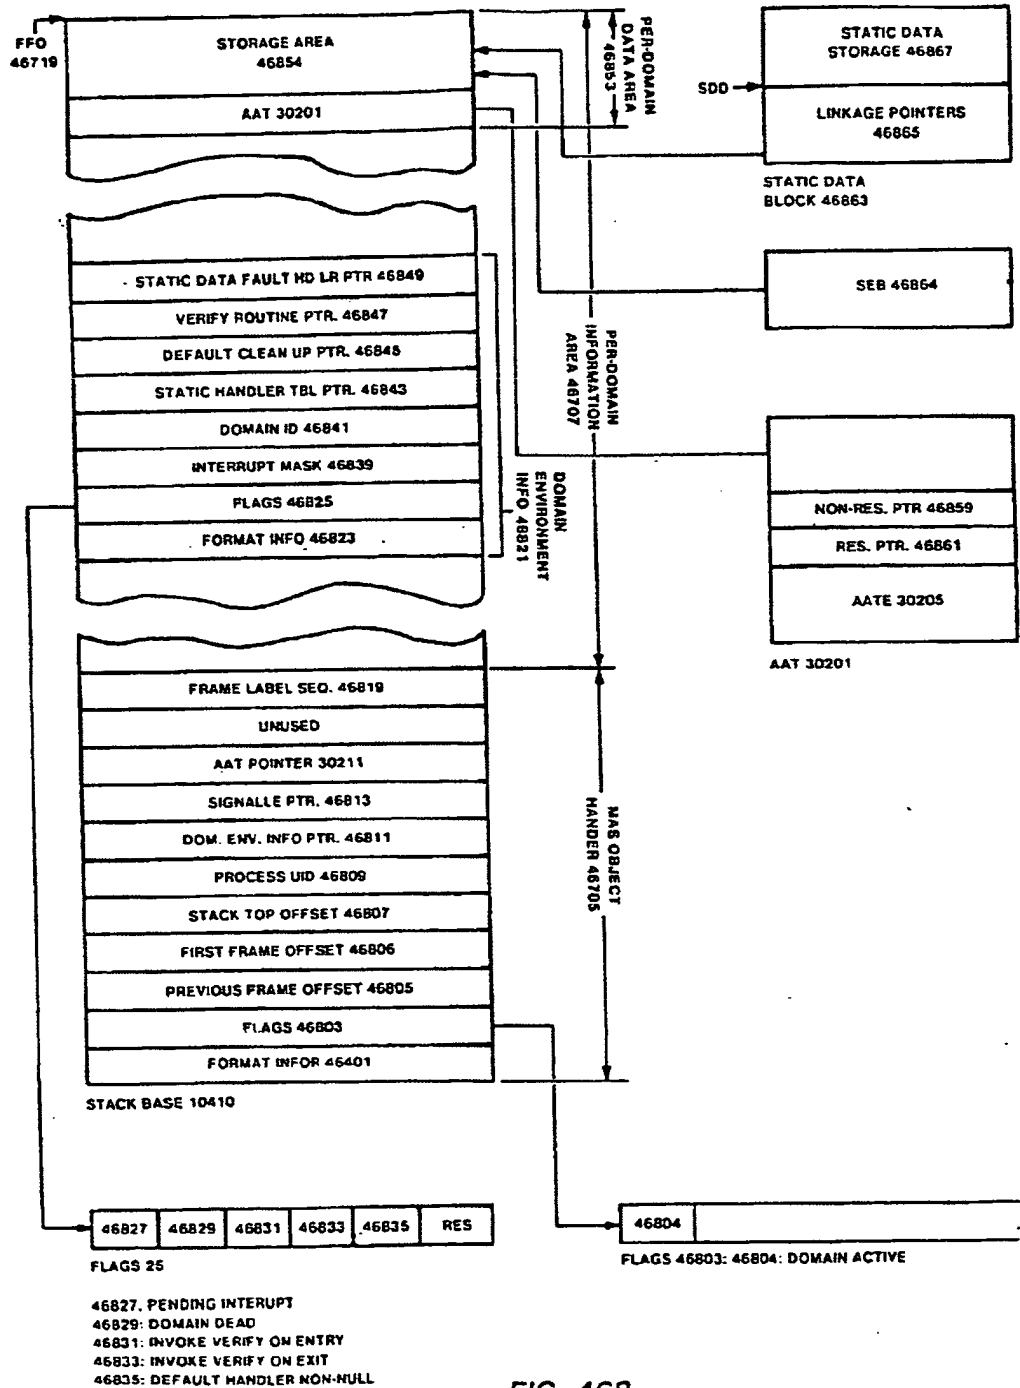 FFO
46719
STORAGE AREA
46854
AAT 30201
PER-DOMAIN
DATA AREA
46853
STATIC DATA
STORAGE 46867
SDD
LINKAGE POINTERS
46865
STATIC DATA
BLOCK 46863
STATIC DATA FAULT HD LR PTR 46849
VERIFY ROUTINE PTR. 46847
DEFAULT CLEAN UP PTR. 46845
STATIC HANDLER TBL PTR. 46843
DOMAIN ID 46841
INTERRUPT MASK 46839
FLAGS 46825
FORMAT INFO 46823
DOMAIN
ENVIRONMENT
INFO 46821
PER-DOMAIN
INFORMATION
AREA 46707
SEB 46864
NON-RES. PTR 46859
RES. PTR. 46861
AATE 30205
AAT 30201
FRAME LABEL SEQ. 46819
UNUSED
AAT POINTER 30211
SIGNALLE PTR. 46813
DOM. ENV. INFO PTR. 46811
PROCESS UID 46809
STACK TOP OFFSET 46807
FIRST FRAME OFFSET 46806
PREVIOUS FRAME OFFSET 46805
FLAGS 46803
FORMAT INFOR 46401
MAS OBJECT
HANDER 46705
STACK BASE 10410
46827 46829 46831 46833 46835 RES
FLAGS 25
46804
FLAGS 46803: 46804: DOMAIN ACTIVE
46827. PENDING INTERUPT
46829: DOMAIN DEAD
46831: INVOKE VERIFY ON ENTRY
46833: INVOKE VERIFY ON EXIT
46835: DEFAULT HANDLER NON-NULL
FIG. 468